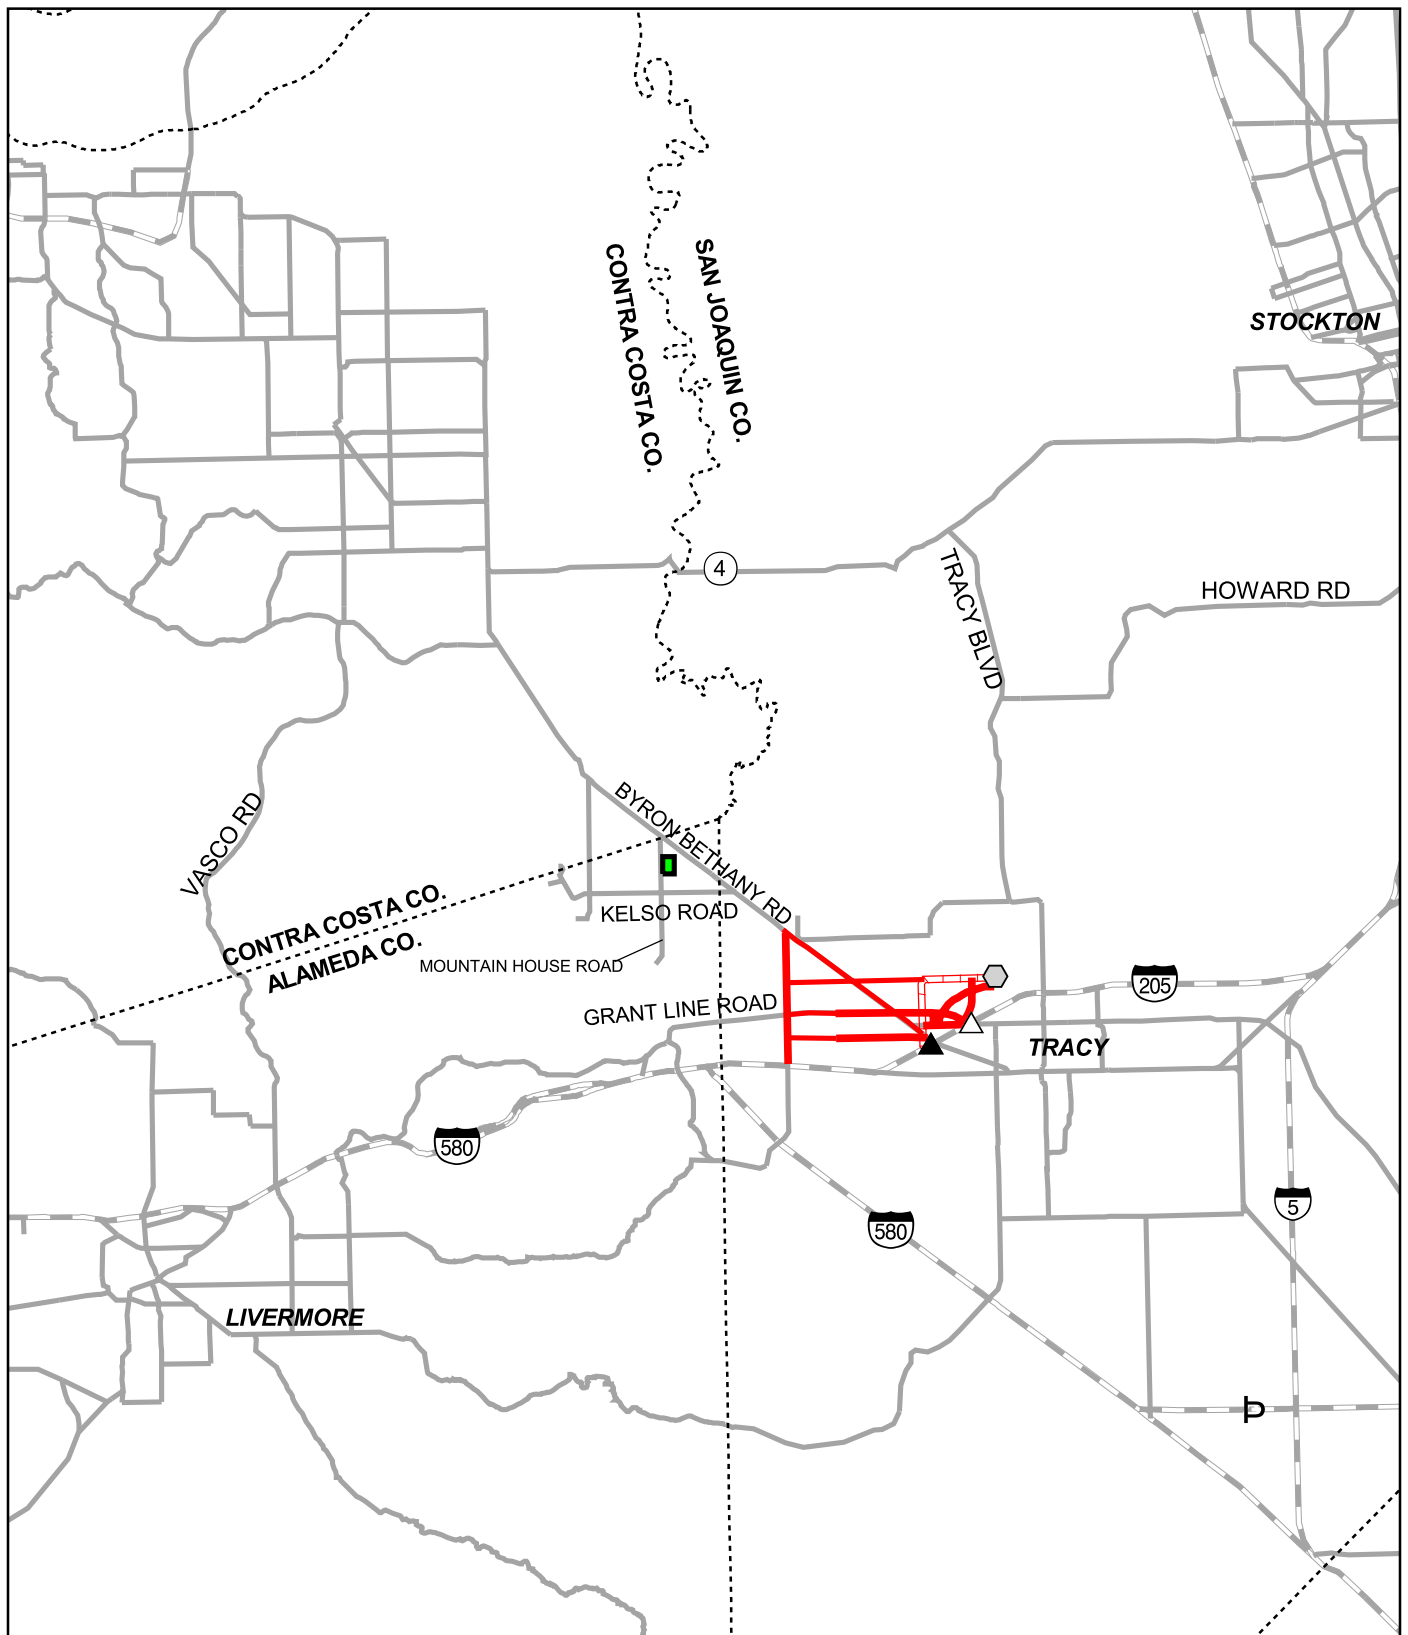 SAN JOAQUIN CO.
CONTRA COSTA CO.
STOCKTON
4
TRACY BLVD
HOWARD RD
BYRON BETHANY RD
VASCO RD
CONTRA COSTA CO.
ALAMEDA CO.
KELSO ROAD
MOUNTAIN HOUSE ROAD
GRANT LINE ROAD
205
TRACY
580
580
5
LIVERMORE